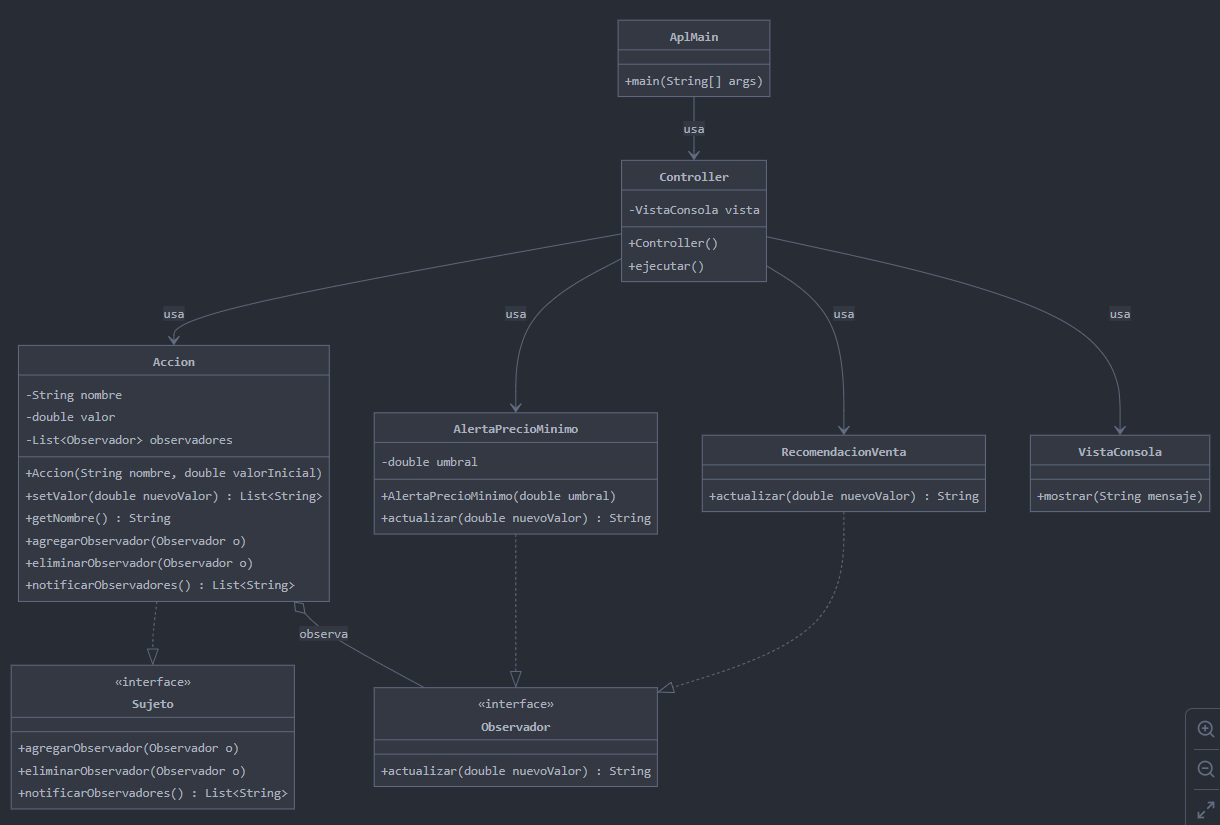 AplMain
+main(String[] args)
usa
Controller
-VistaConsola vista
+Controller()
+ejecutar()
usa
usa
usa
usa
Accion
-String nombre
-double valor
-List<Observador> observadores
+Accion(String nombre, double valorInicial)
+setValor(double nuevoValor) : List<String>
+getNombre() : String
+agregarObservador(Observador o)
+eliminarObservador(Observador o)
+notificarObservadores() : List<String>
AlertaPrecioMinimo
-double umbral
+AlertaPrecioMinimo(double umbral)
+actualizar(double nuevoValor) : String
RecomendacionVenta
+actualizar(double nuevoValor) : String
VistaConsola
+mostrar(String mensaje)
observa
«interface»
Sujeto
+agregarObservador(Observador o)
+eliminarObservador(Observador o)
+notificarObservadores() : List<String>
«interface»
Observador
+actualizar(double nuevoValor) : String